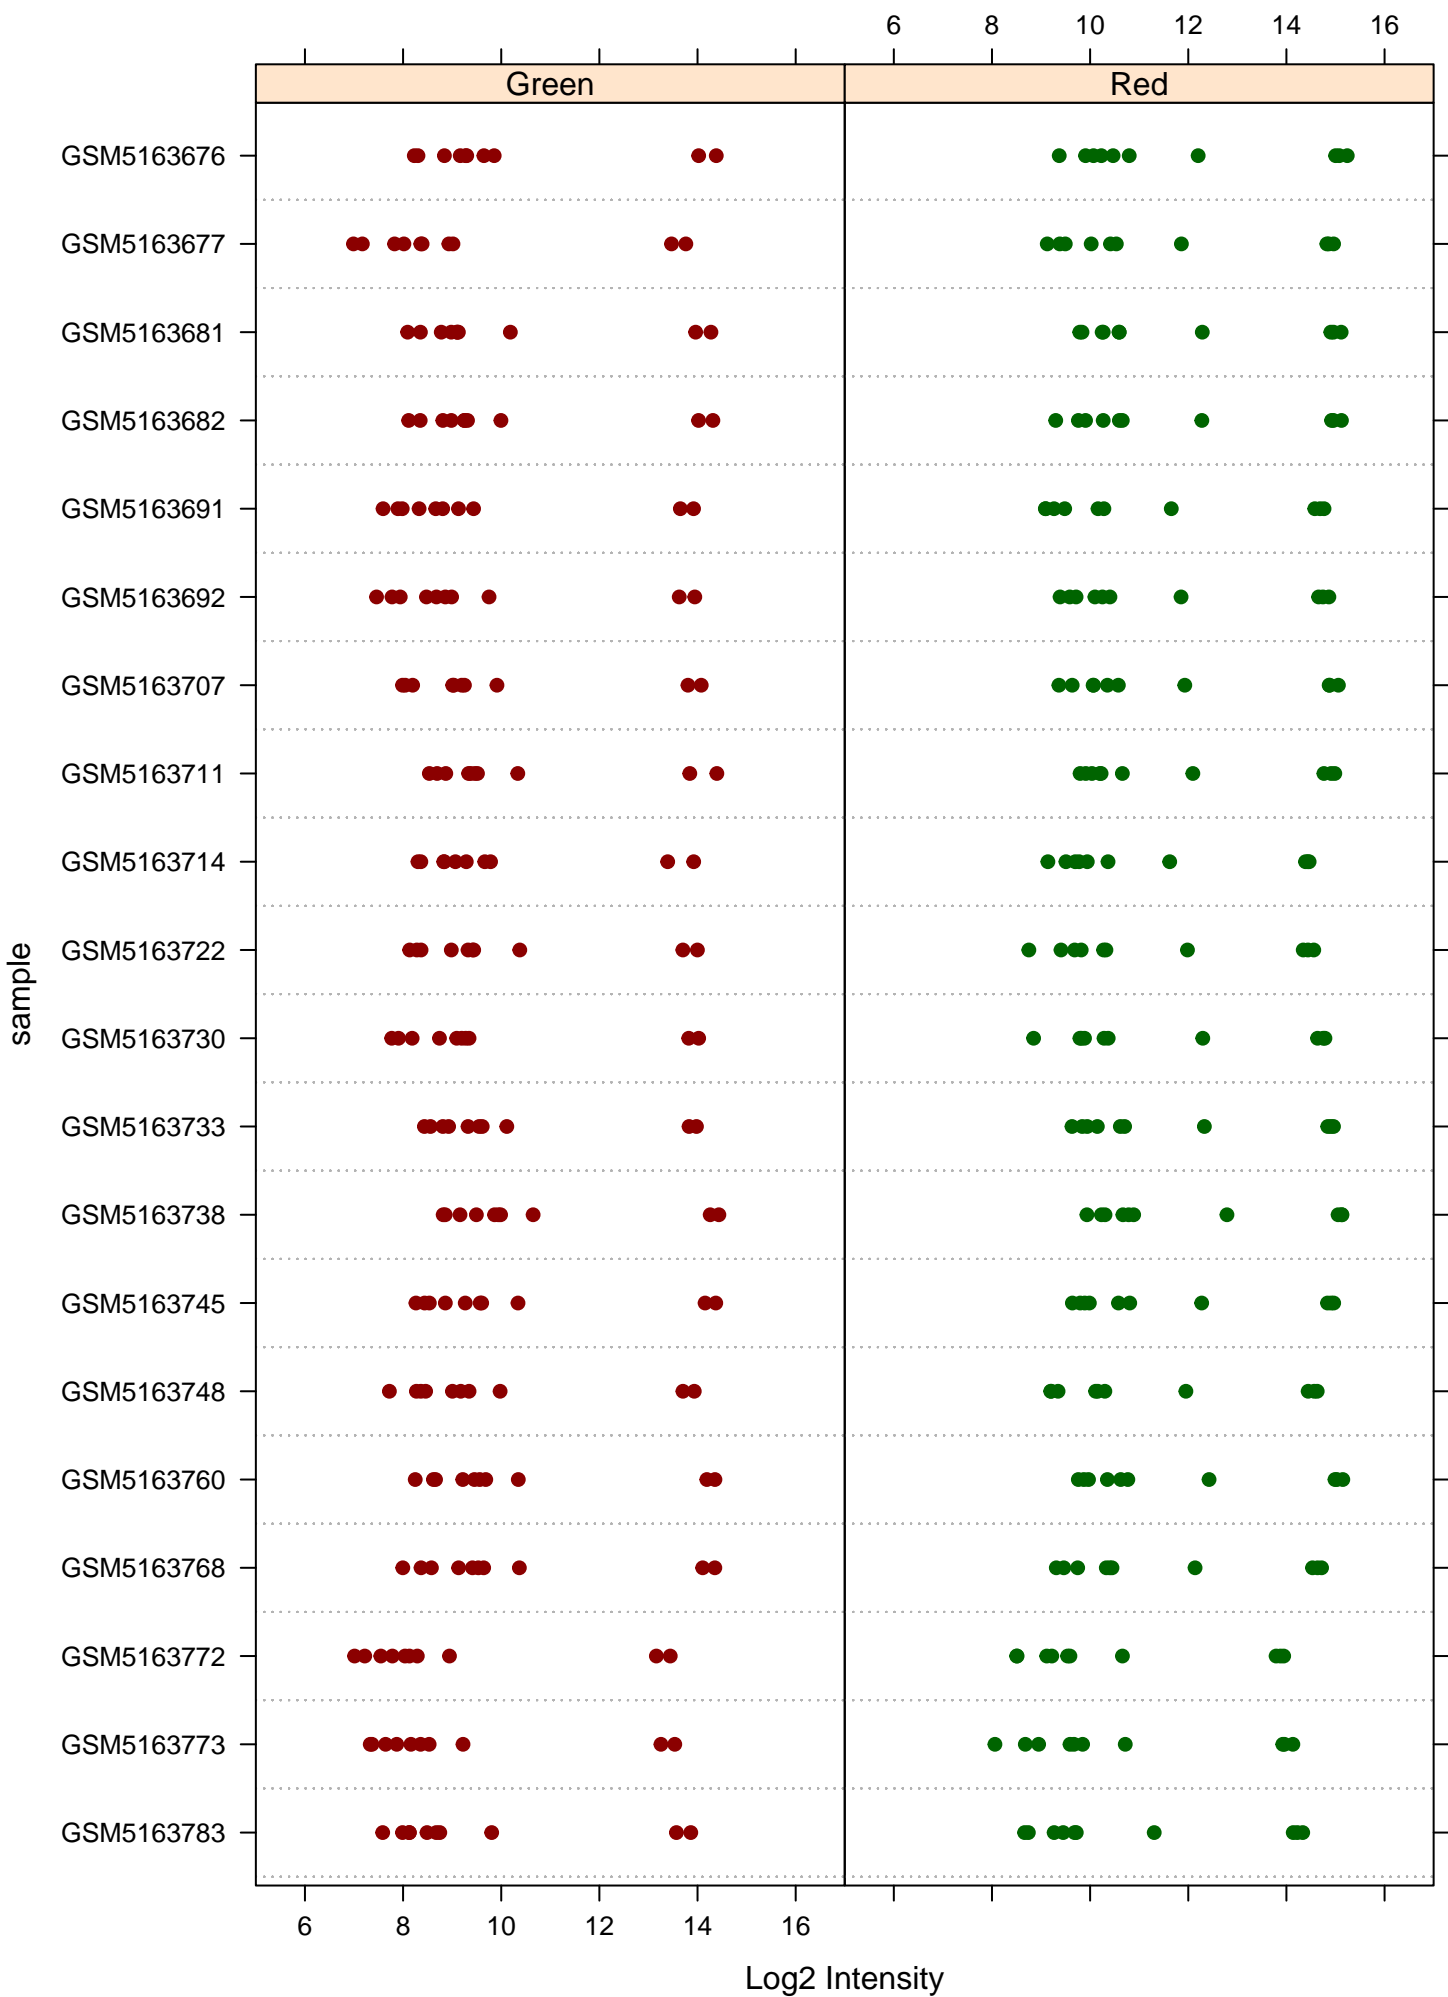 6 8 10 12 14 16
Green Red
GSM5163676
GSM5163677
GSM5163681
GSM5163682
GSM5163691
GSM5163692
GSM5163707
GSM5163711
GSM5163714
GSM5163722
GSM5163730
GSM5163733
GSM5163738
GSM5163745
GSM5163748
GSM5163760
GSM5163768
GSM5163772
GSM5163773
GSM5163783
sample
6 8 10 12 14 16
Log2 Intensity